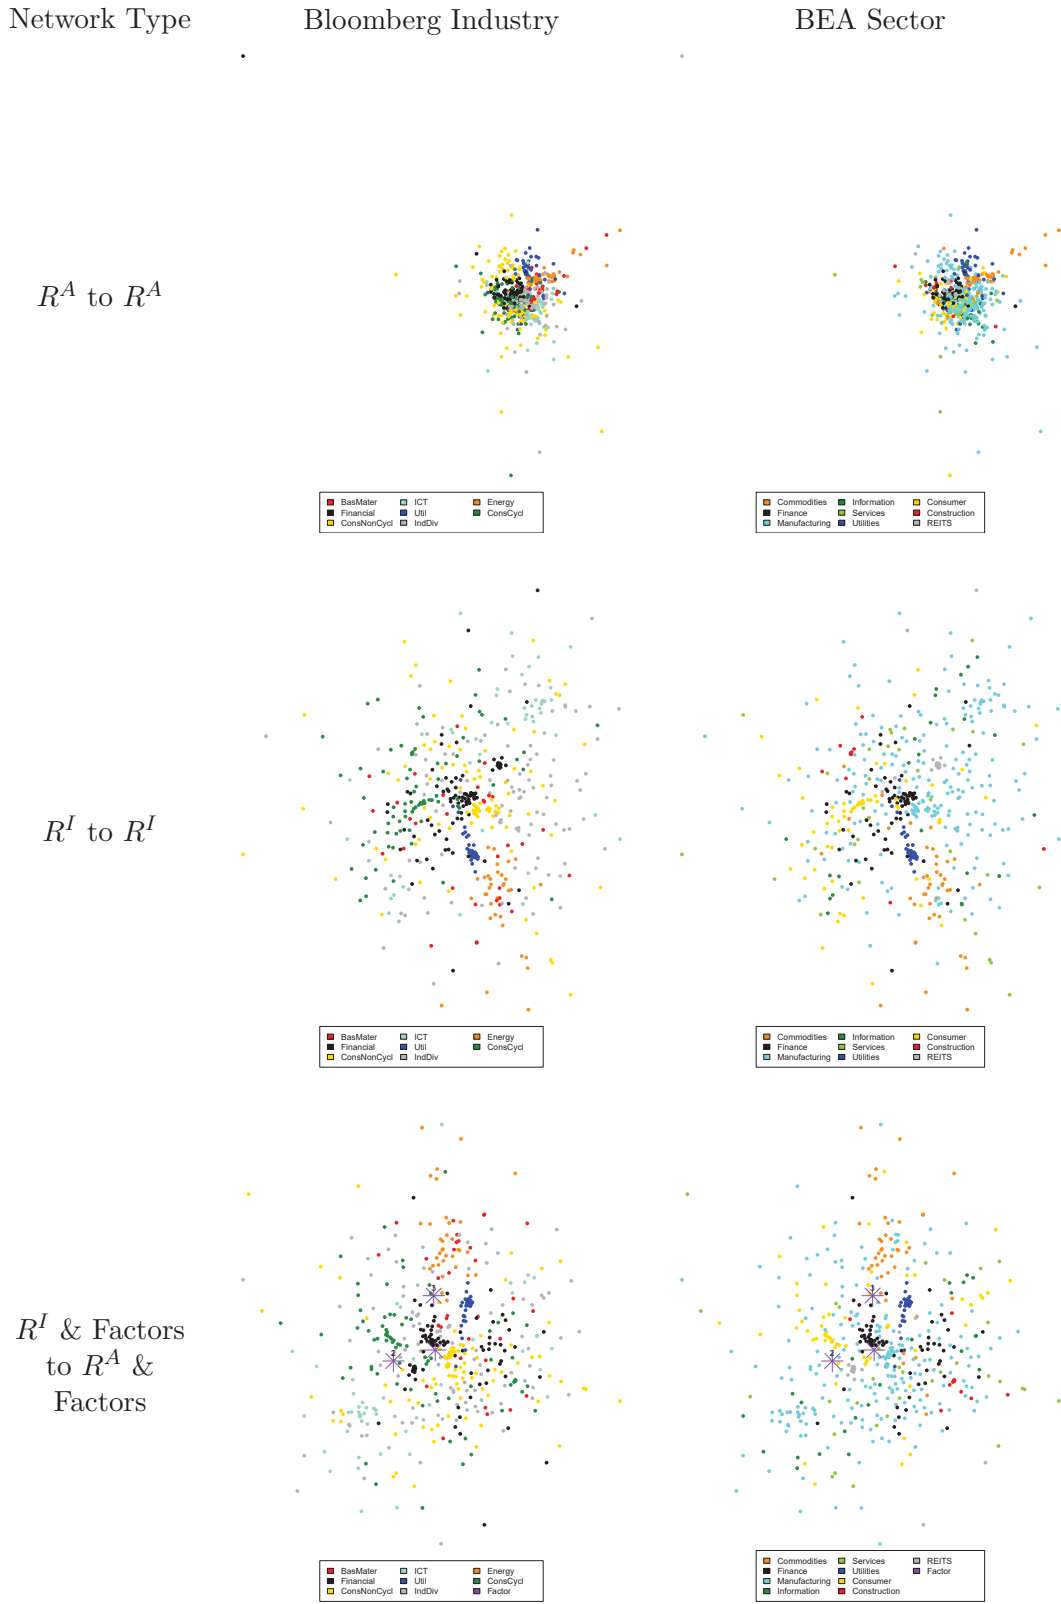 Network Type Bloomberg Industry BEA Sector
R^A to R^A
BasMater ICT Energy
Financial Util ConsCycl
ConsNonCycl IndDiv
Commodities Information Consumer
Finance Services Construction
Manufacturing Utilities REITS
R^I to R^I
BasMater ICT Energy
Financial Util ConsCycl
ConsNonCycl IndDiv
Commodities Information Consumer
Finance Services Construction
Manufacturing Utilities REITS
R^I & Factors
to R^A &
Factors
BasMater ICT Energy
Financial Util ConsCycl
ConsNonCycl IndDiv Factor
Commodities Services REITS
Finance Utilities Factor
Manufacturing Consumer
Information Construction